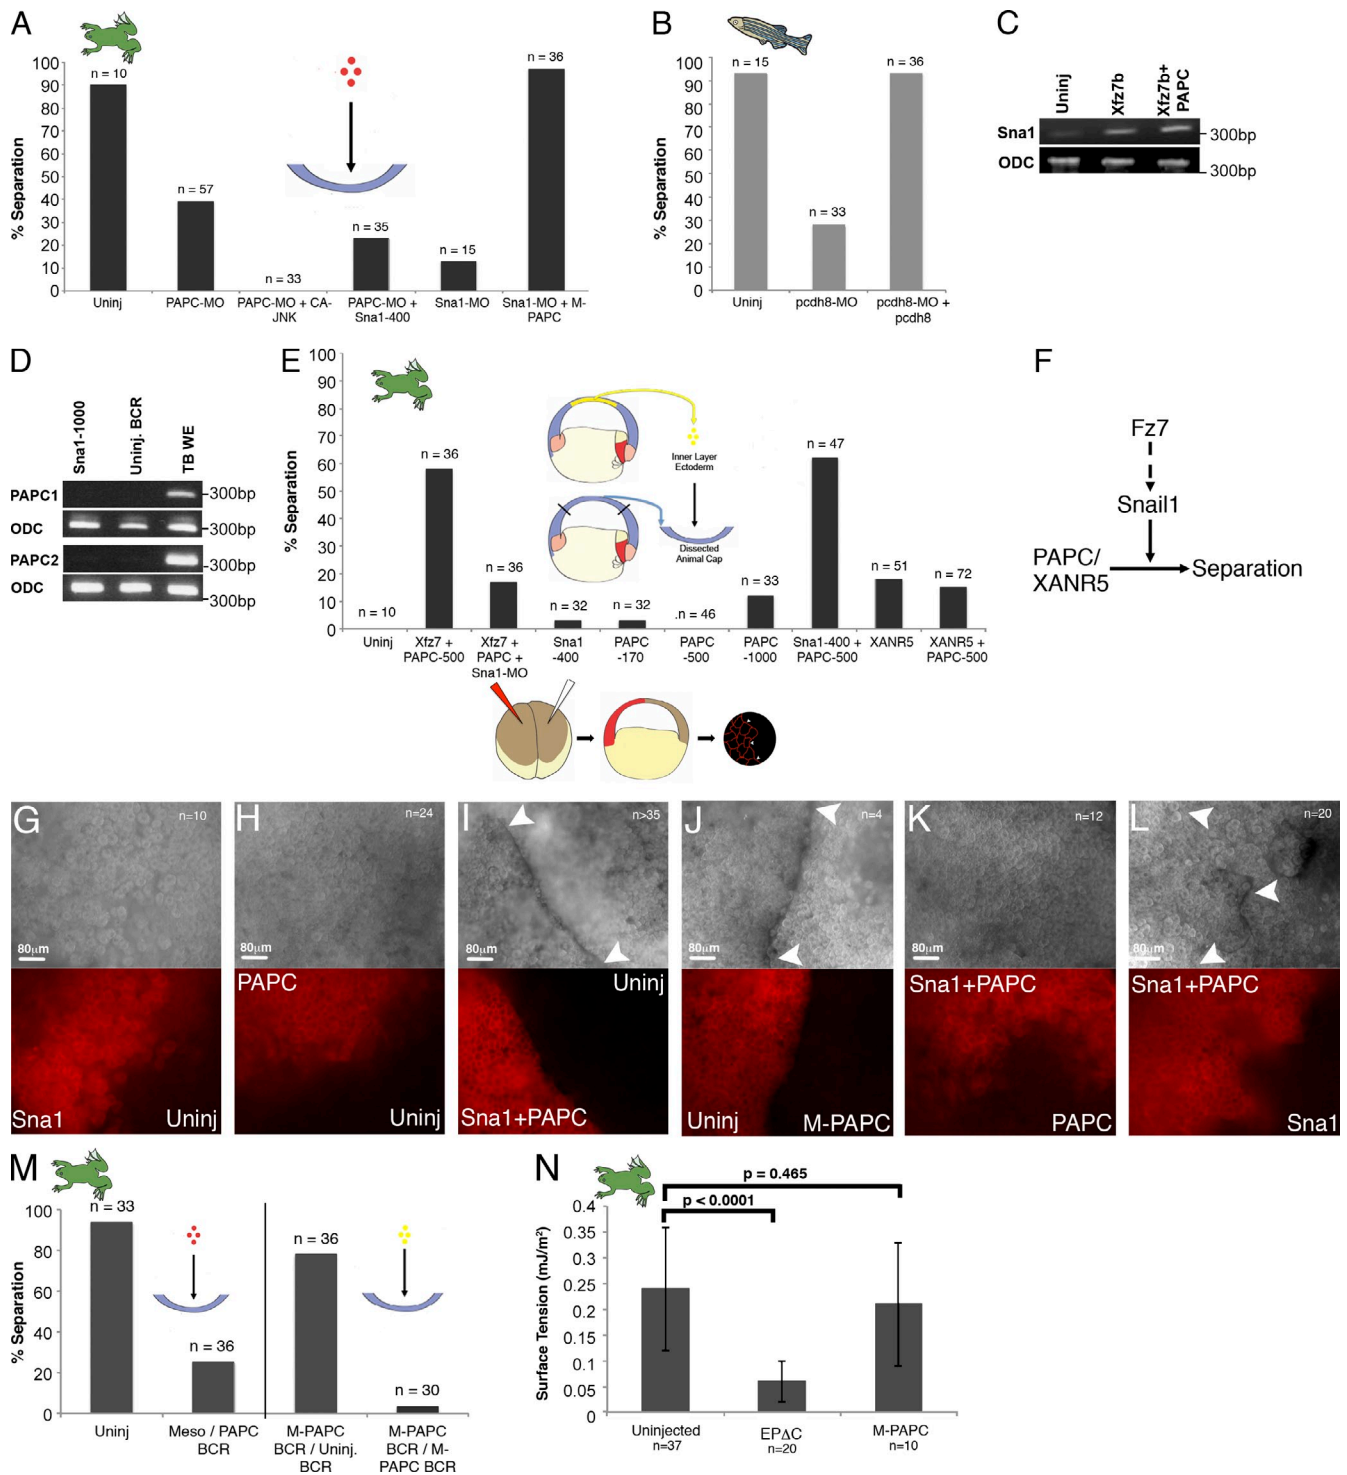 A
n = 10
n = 57
n = 33
n = 35
n = 15
n = 36
% Separation
100
90
80
70
60
50
40
30
20
10
0
Uninj
PAPC-MO
PAPC-MO + CA-
JNK
PAPC-MO +
Sna1-400
Sna1-MO
Sna1-MO + M-
PAPC
B
n = 15
n = 33
n = 36
% Separation
100
90
80
70
60
50
40
30
20
10
0
Uninj
pcdh8-MO
pcdh8-MO +
pcdh8
C
Uninj
Xfz7b
Xfz7b+
PAPC
Sna1
300bp
ODC
300bp
D
Sna1-1000
Uninj. BCR
TB WE
PAPC1
300bp
ODC
300bp
PAPC2
300bp
ODC
300bp
E
% Separation
100
90
80
70
60
50
40
30
20
10
0
n = 10
n = 36
n = 36
n = 32
n = 32
.n = 46
n = 33
n = 47
n = 51
n = 72
Inner Layer
Ectoderm
Dissected
Animal Cap
Uninj
Xfz7 +
PAPC-500
Xfz7 +
PAPC +
Sna1-MO
Sna1
-400
PAPC
-170
PAPC
-500
PAPC
-1000
Sna1-400 +
PAPC-500
XANR5
XANR5 +
PAPC-500
F
Fz7
Snail1
PAPC/
XANR5
Separation
G
n=10
80µm
Sna1
Uninj
H
n=24
80µm
PAPC
Uninj
I
n>35
80µm
Uninj
Sna1+PAPC
J
n=4
80µm
Uninj
M-PAPC
K
n=12
80µm
Sna1+PAPC
PAPC
L
n=20
80µm
Sna1+PAPC
Sna1
M
n = 33
n = 36
n = 36
n = 30
% Separation
100
80
60
40
20
0
Uninj
Meso / PAPC
BCR
M-PAPC
BCR / Uninj.
BCR
M-PAPC
BCR / M-
PAPC BCR
N
p = 0.465
p < 0.0001
Surface Tension (mJ/m²)
0.4
0.35
0.3
0.25
0.2
0.15
0.1
0.05
0
Uninjected
n=37
EPΔC
n=20
M-PAPC
n=10